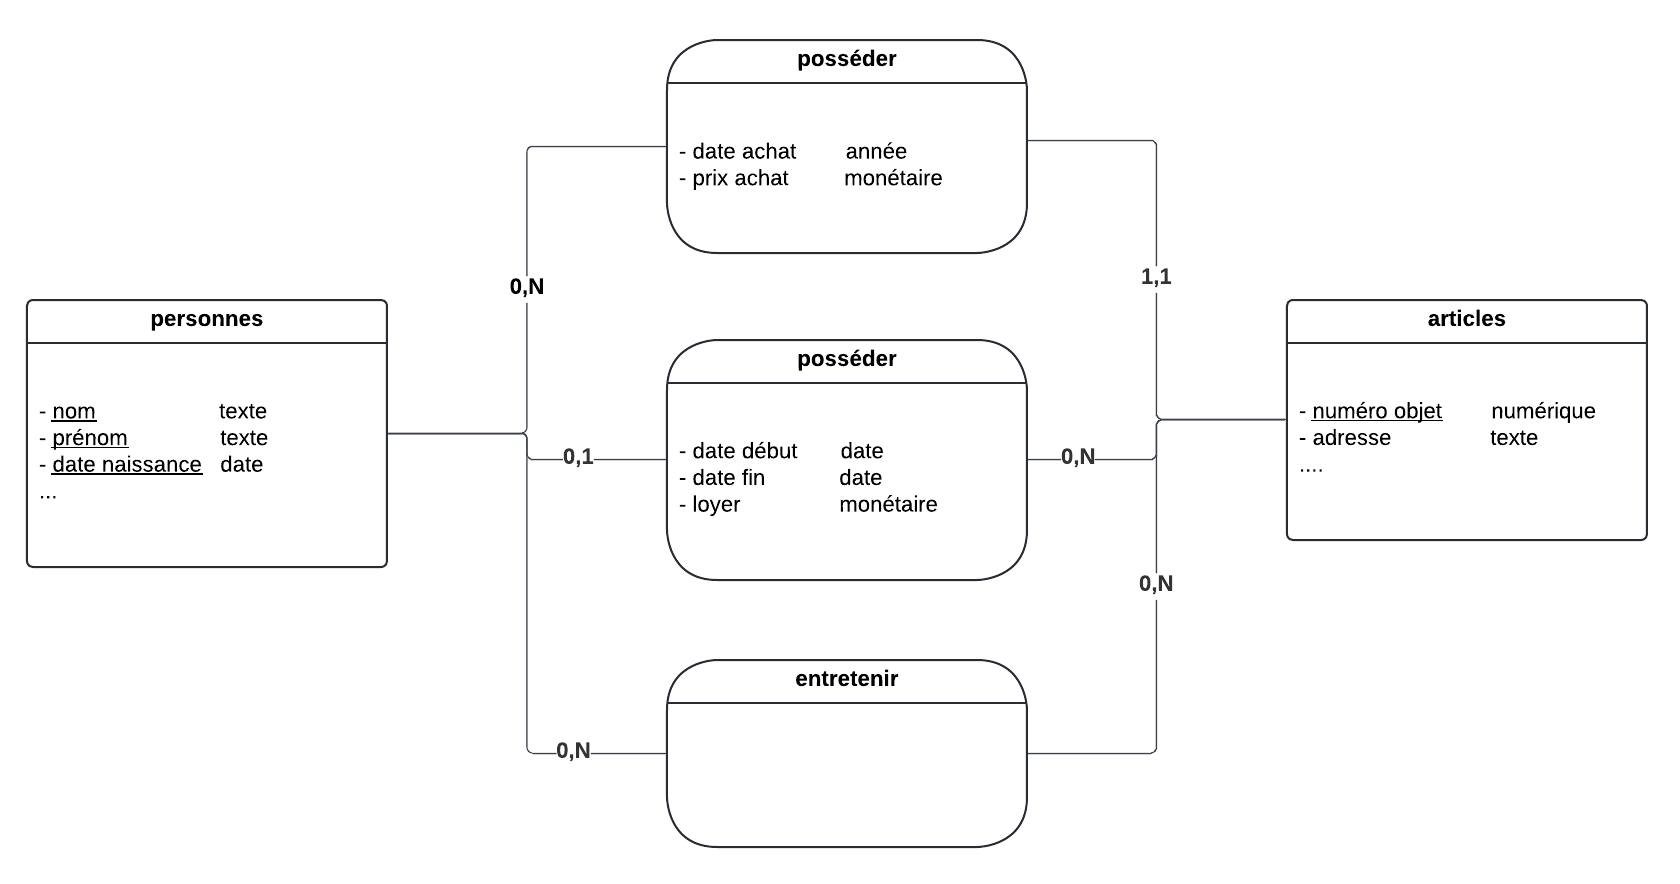 posséder
- date achat année
- prix achat monétaire
0,N
1,1
personnes
- nom texte
- prénom texte
- date naissance date
...
posséder
- date début date
- date fin date
- loyer monétaire
articles
- numéro objet numérique
- adresse texte
....
0,1
0,N
0,N
entretenir
0,N